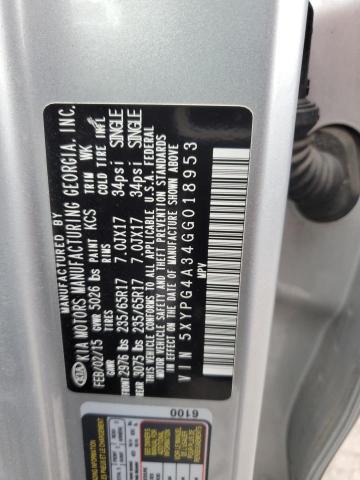 KIA KIA MOTORS MANUFACTURING GEORGIA. INC.
MANUFACTURED BY
FEB/02/15 GVWR 5026 lbs PAINT KCS TRIM WK
GAWR TIRES RIMS COLD TIRE INFL
FRONT 2976 lbs 235/65R17 7.0JX17 34psi SINGLE
REAR 3075 lbs 235/65R17 7.0JX17 34psi SINGLE
THIS VEHICLE CONFORMS TO ALL APPLICABLE U.S.A. FEDERAL
MOTOR VEHICLE SAFETY, BUMPER, AND THEFT PREVENTION STANDARDS
IN EFFECT ON THE DATE OF MANUFACTURE SHOWN ABOVE
VIN 5XYPG4A34GG018953
MPV
6100